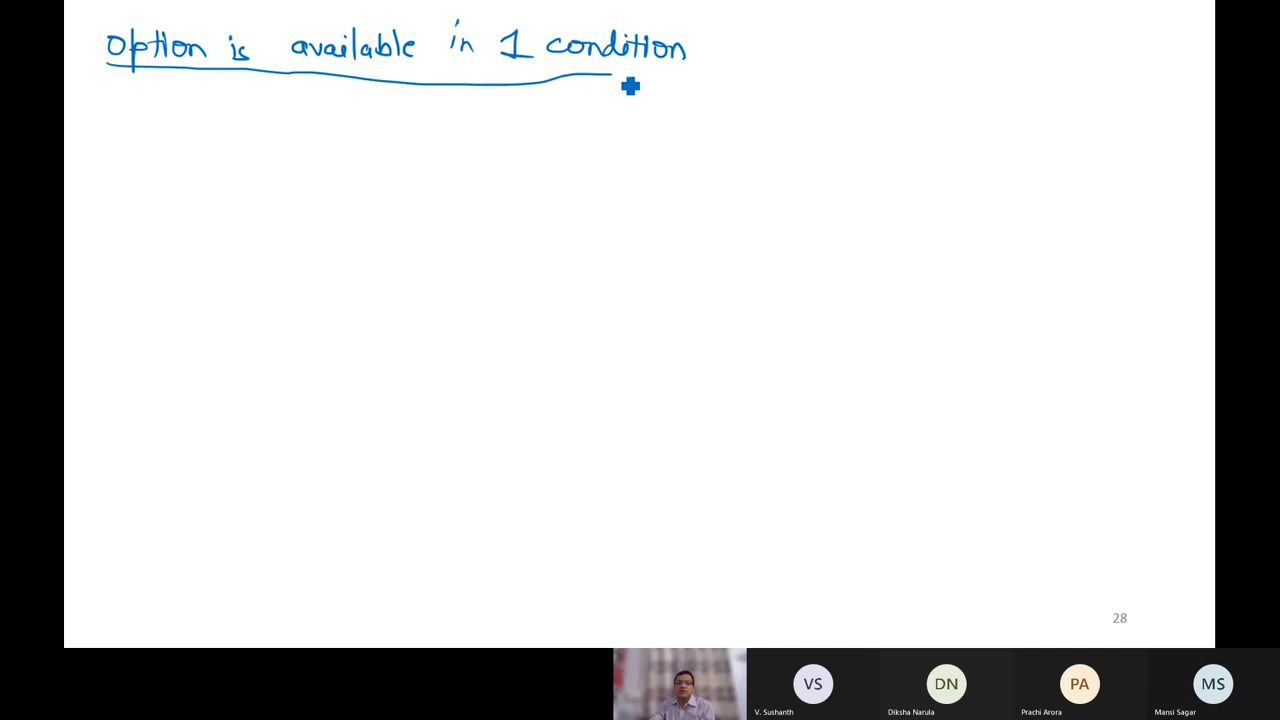 option is available in 1 condition
28
VS
DN
PA
MS
V. Sushanth
Diksha Narula
Prachi Arora
Mansi Sagar